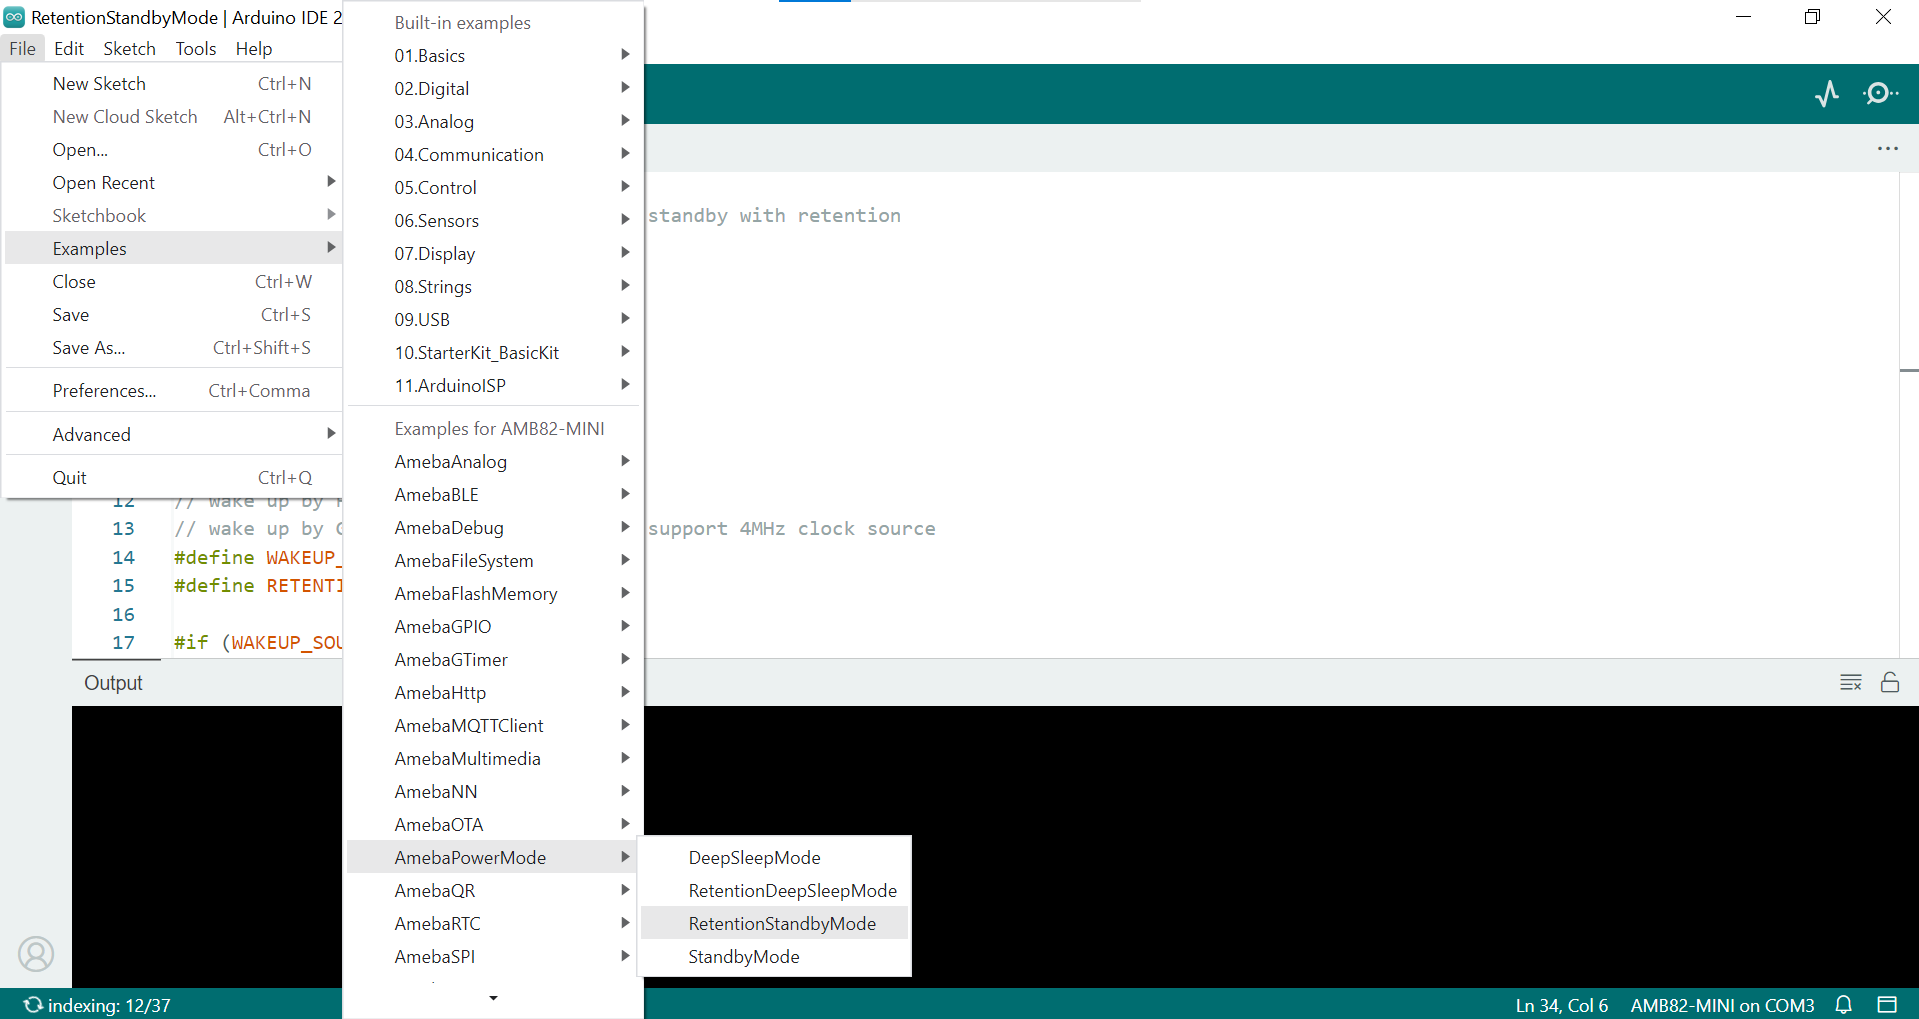 RetentionStandbyMode | Arduino IDE 2
File Edit Sketch Tools Help
New Sketch Ctrl+N
New Cloud Sketch Alt+Ctrl+N
Open... Ctrl+O
Open Recent
Sketchbook
Examples
Close Ctrl+W
Save Ctrl+S
Save As... Ctrl+Shift+S
Preferences... Ctrl+Comma
Advanced
Quit Ctrl+Q
Built-in examples
01.Basics
02.Digital
03.Analog
04.Communication
05.Control
06.Sensors
07.Display
08.Strings
09.USB
10.StarterKit_BasicKit
11.ArduinoISP
Examples for AMB82-MINI
AmebaAnalog
AmebaBLE
AmebaDebug
AmebaFileSystem
AmebaFlashMemory
AmebaGPIO
AmebaGTimer
AmebaHttp
AmebaMQTTClient
AmebaMultimedia
AmebaNN
AmebaOTA
AmebaPowerMode
AmebaQR
AmebaRTC
AmebaSPI
DeepSleepMode
RetentionDeepSleepMode
RetentionStandbyMode
StandbyMode
standby with retention
12 // wake up by
13 // wake up by support 4MHz clock source
14 #define WAKEUP_
15 #define RETENTI
16
17 #if (WAKEUP_SOU
Output
indexing: 12/37
Ln 34, Col 6 AMB82-MINI on COM3